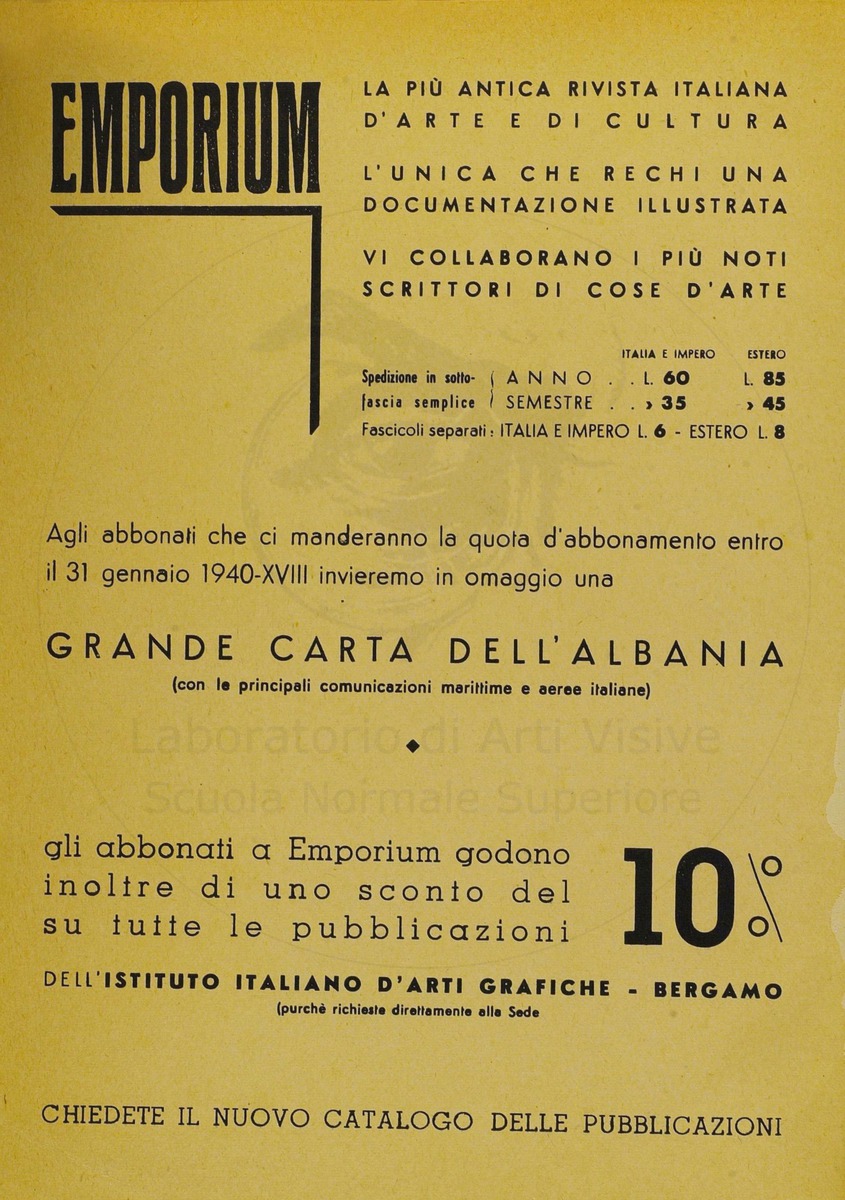 EMPORIUM
LA PIÙ ANTICA RIVISTA ITALIANA
D'ARTE E DI CULTURA
L'UNICA CHE RECHI UNA
DOCUMENTAZIONE ILLUSTRATA
VI COLLABORANO I PIÙ NOTI
SCRITTORI DI COSE D'ARTE
ITALIA E IMPERO ESTERO
Spedizione in sotto- ( ANNO . . L. 60 L. 85
fascia semplice ( SEMESTRE . . › 35 › 45
Fascicoli separati: ITALIA E IMPERO L. 6 - ESTERO L. 8
Agli abbonati che ci manderanno la quota d'abbonamento entro
il 31 gennaio 1940-XVIII invieremo in omaggio una
GRANDE CARTA DELL'ALBANIA
(con le principali comunicazioni marittime e aeree italiane)
Laboratorio di Arti Visive
Scuola Normale Superiore
gli abbonati a Emporium godono
inoltre di uno sconto del
su tutte le pubblicazioni
10%
DELL'ISTITUTO ITALIANO D'ARTI GRAFICHE - BERGAMO
(purchè richieste direttamente alla Sede
CHIEDETE IL NUOVO CATALOGO DELLE PUBBLICAZIONI